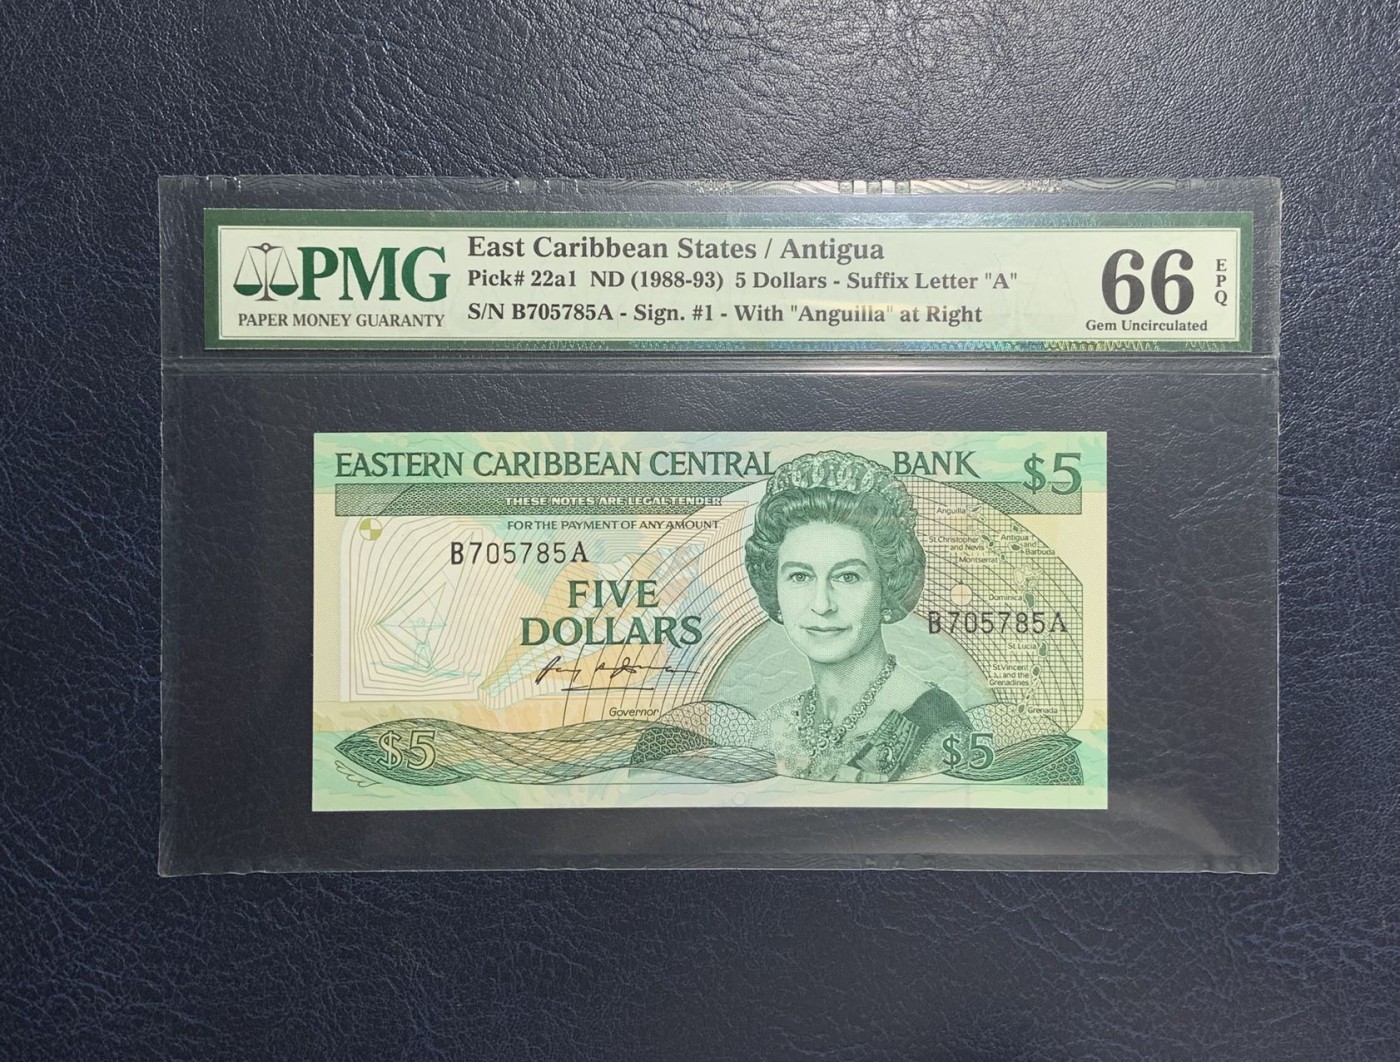 PMG
PAPER MONEY GUARANTY
East Caribbean States / Antigua
Pick# 22a1 ND (1988-93) 5 Dollars - Suffix Letter "A"
S/N B705785A - Sign. #1 - With "Anguilla" at Right
66
EPQ
Gem Uncirculated
EASTERN CARIBBEAN CENTRAL BANK
$5
THESE NOTES ARE LEGAL TENDER
FOR THE PAYMENT OF ANY AMOUNT
B705785A
FIVE
DOLLARS
Governor
$5
Anguilla
St.Christopher
and Nevis
Antigua
and
Barbuda
Montserrat
Dominica
B705785A
St.Lucia
St.Vincent
and the
Grenadines
Grenada
$5